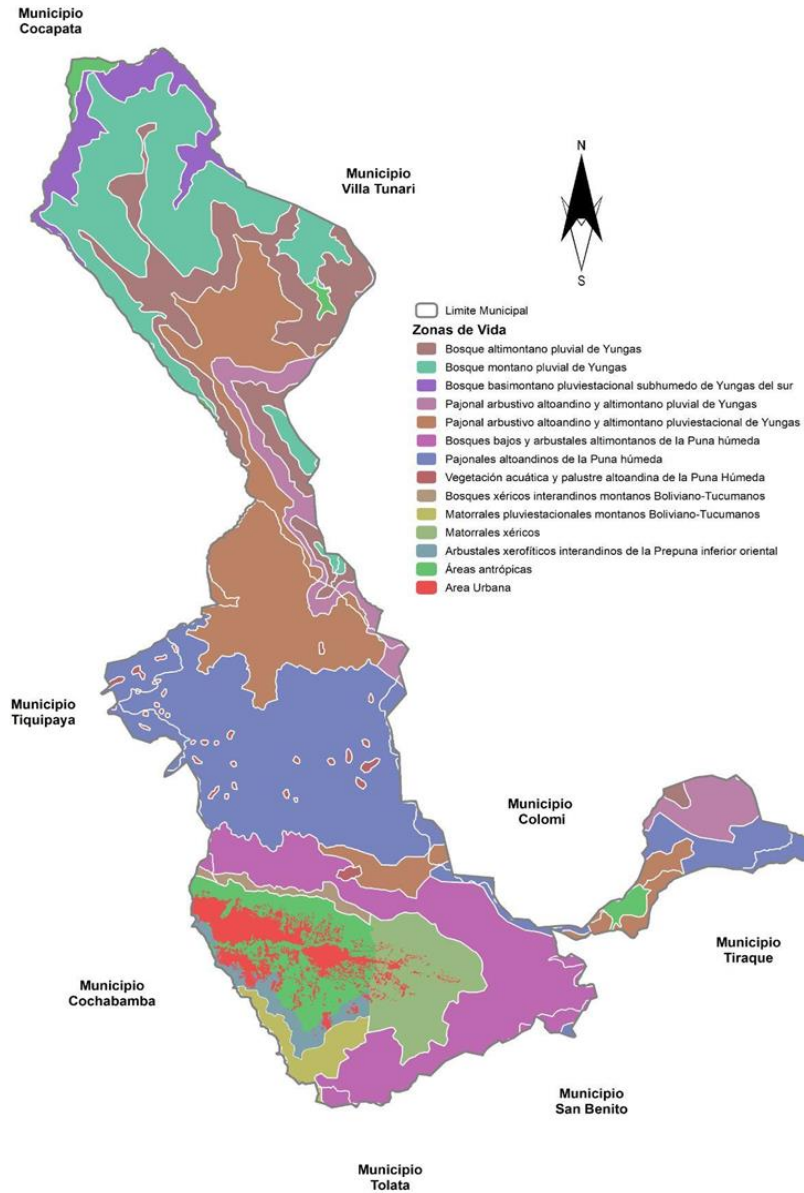 Municipio
Cocapata
Municipio
Villa Tunari
N
S
Limite Municipal
Zonas de Vida
Bosque altimontano pluvial de Yungas
Bosque montano pluvial de Yungas
Bosque basimontano pluviestacional subhumedo de Yungas del sur
Pajonal arbustivo altoandino y altimontano pluvial de Yungas
Pajonal arbustivo altoandino y altimontano pluviestacional de Yungas
Bosques bajos y arbustales altimontanos de la Puna húmeda
Pajonales altoandinos de la Puna húmeda
Vegetación acuática y palustre altoandina de la Puna Húmeda
Bosques xéricos interandinos montanos Boliviano-Tucumanos
Matorrales pluviestacionales montanos Boliviano-Tucumanos
Matorrales xéricos
Arbustales xerofíticos interandinos de la Prepuna inferior oriental
Áreas antrópicas
Area Urbana
Municipio
Tiquipaya
Municipio
Colomi
Municipio
Tiraque
Municipio
Cochabamba
Municipio
San Benito
Municipio
Tolata